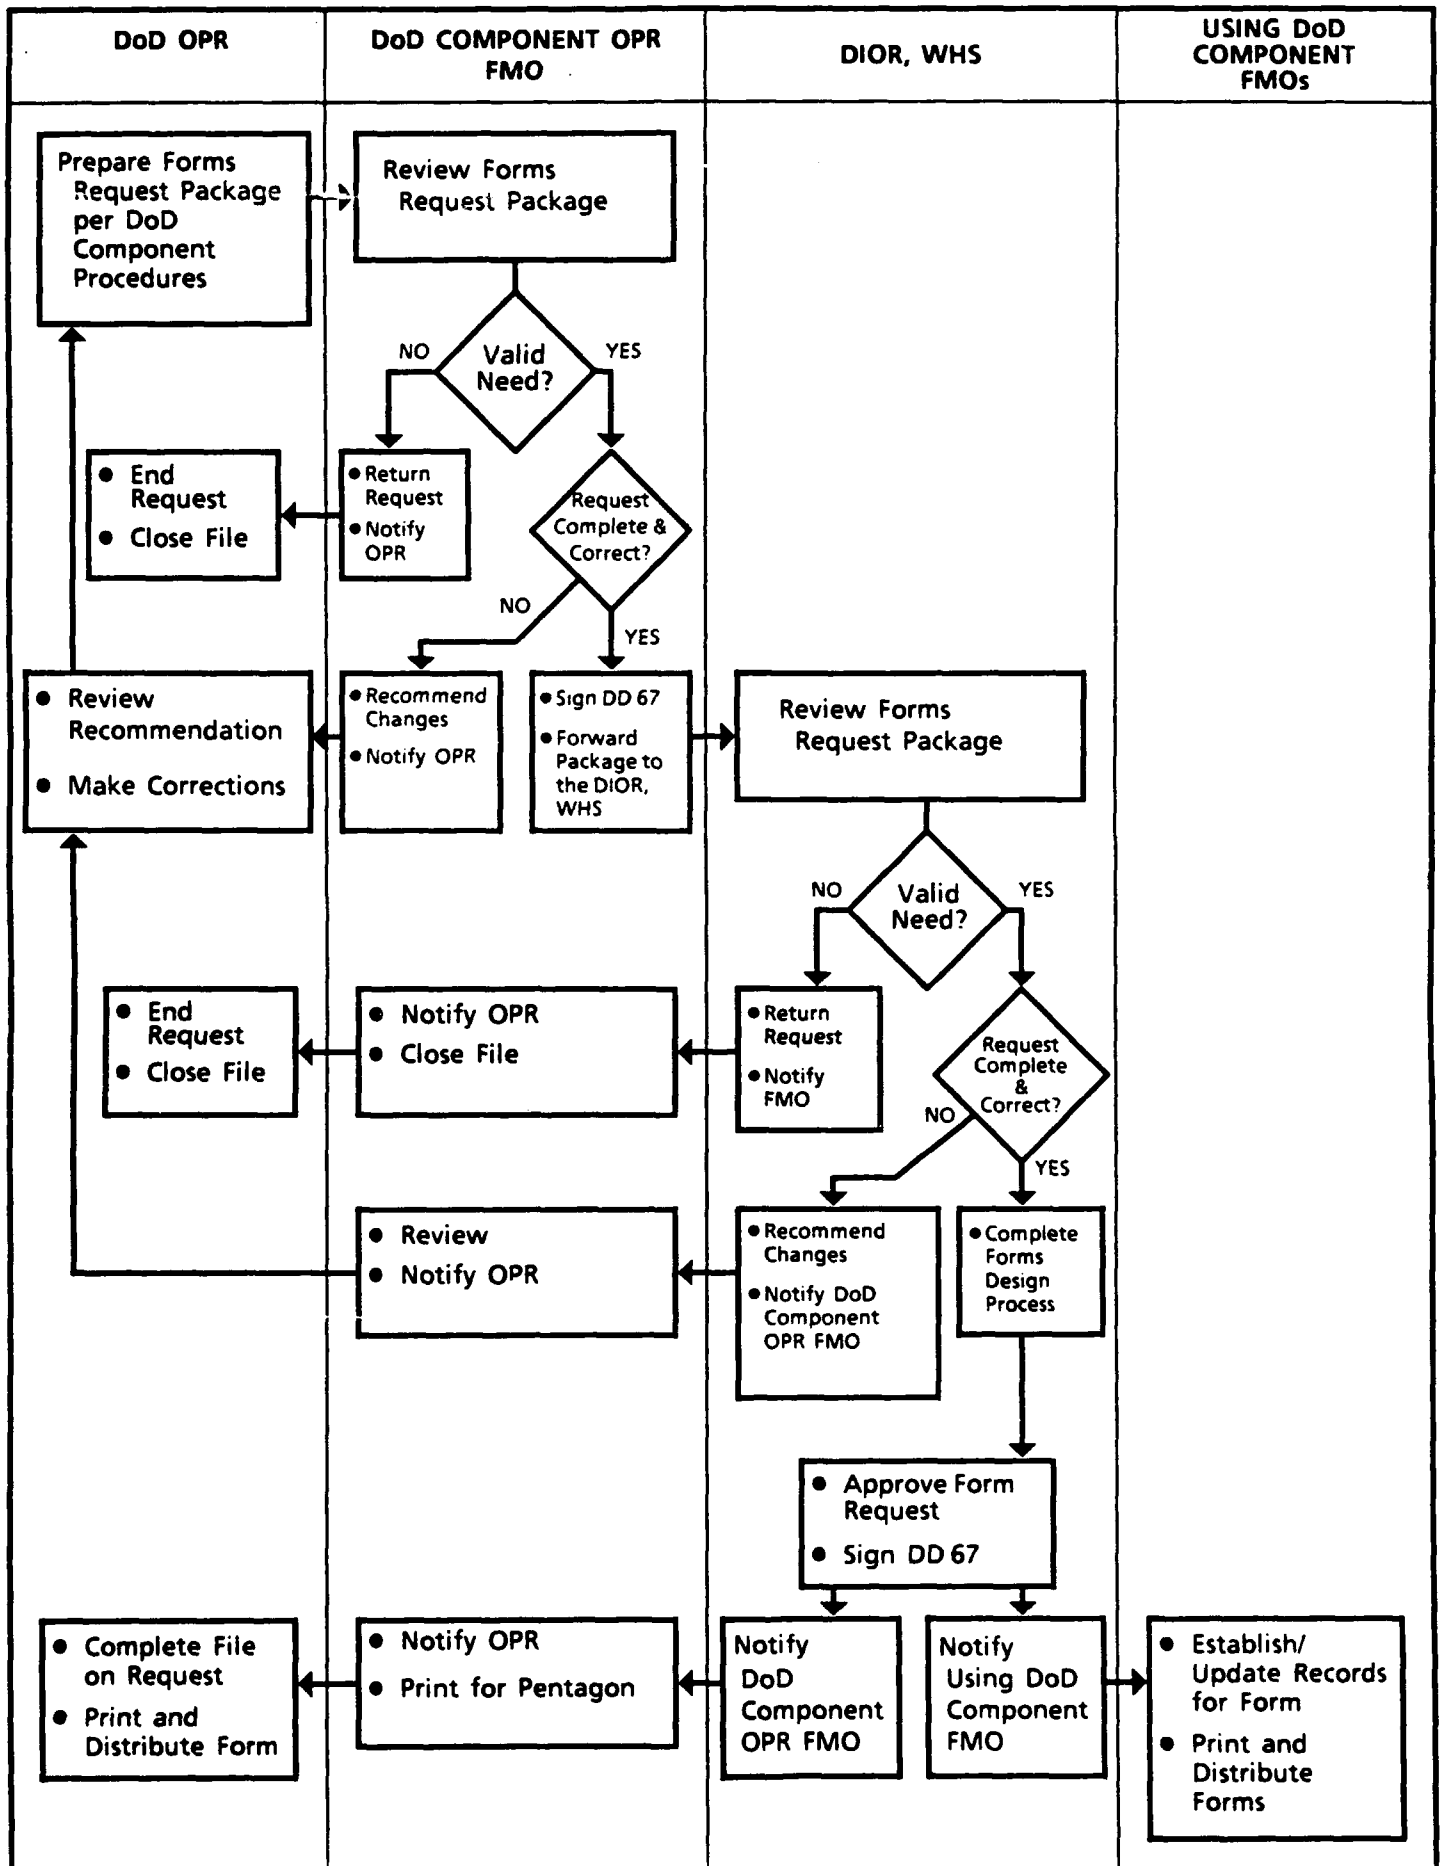 DoD OPR
DoD COMPONENT OPR
FMO
DIOR, WHS
USING DoD
COMPONENT
FMOs
Prepare Forms
Request Package
per DoD
Component
Procedures
Review Forms
Request Package
NO
Valid
Need?
YES
● End
Request
● Close File
● Return
Request
● Notify
OPR
Request
Complete &
Correct?
NO
YES
● Review
Recommendation
● Make Corrections
● Recommend
Changes
● Notify OPR
● Sign DD 67
● Forward
Package to
the DIOR,
WHS
Review Forms
Request Package
NO
Valid
Need?
YES
● End
Request
● Close File
● Notify OPR
● Close File
● Return
Request
● Notify
FMO
Request
Complete
&
Correct?
NO
YES
● Review
● Notify OPR
● Recommend
Changes
● Notify DoD
Component
OPR FMO
● Complete
Forms
Design
Process
● Approve Form
Request
● Sign DD 67
● Complete File
on Request
● Print and
Distribute Form
● Notify OPR
● Print for Pentagon
Notify
DoD
Component
OPR FMO
Notify
Using DoD
Component
FMO
● Establish/
Update Records
for Form
● Print and
Distribute
Forms